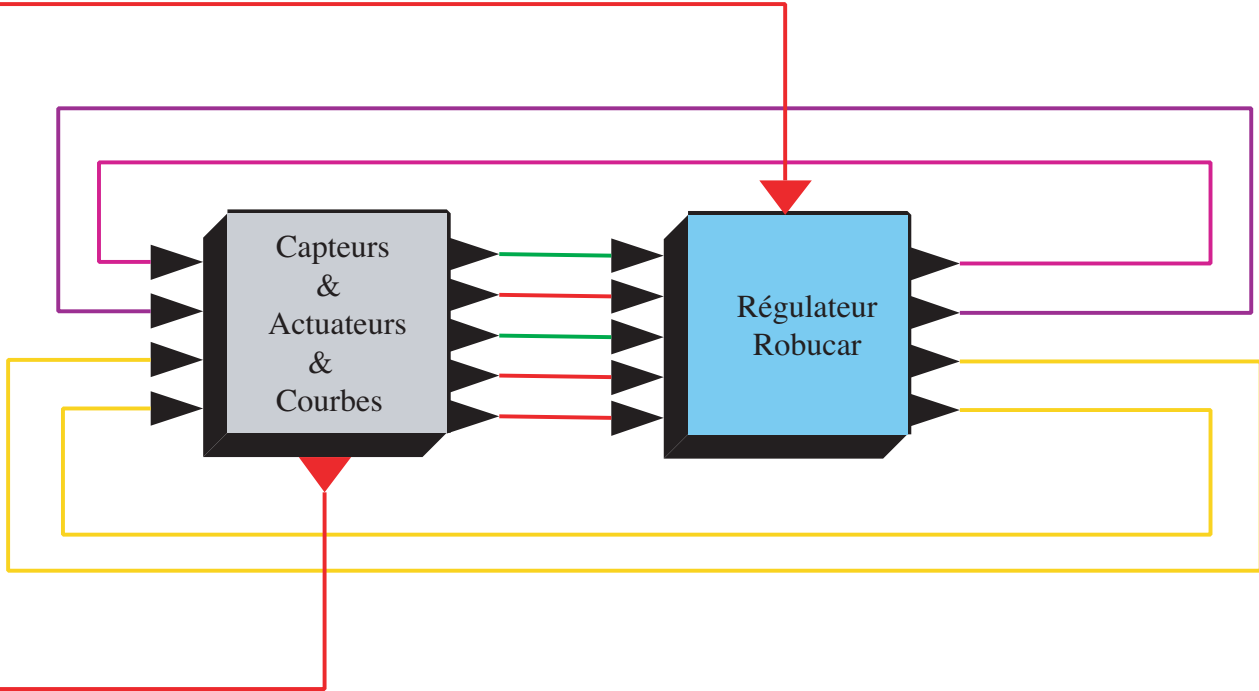 Capteurs
&
Actuateurs
&
Courbes
Régulateur
Robucar